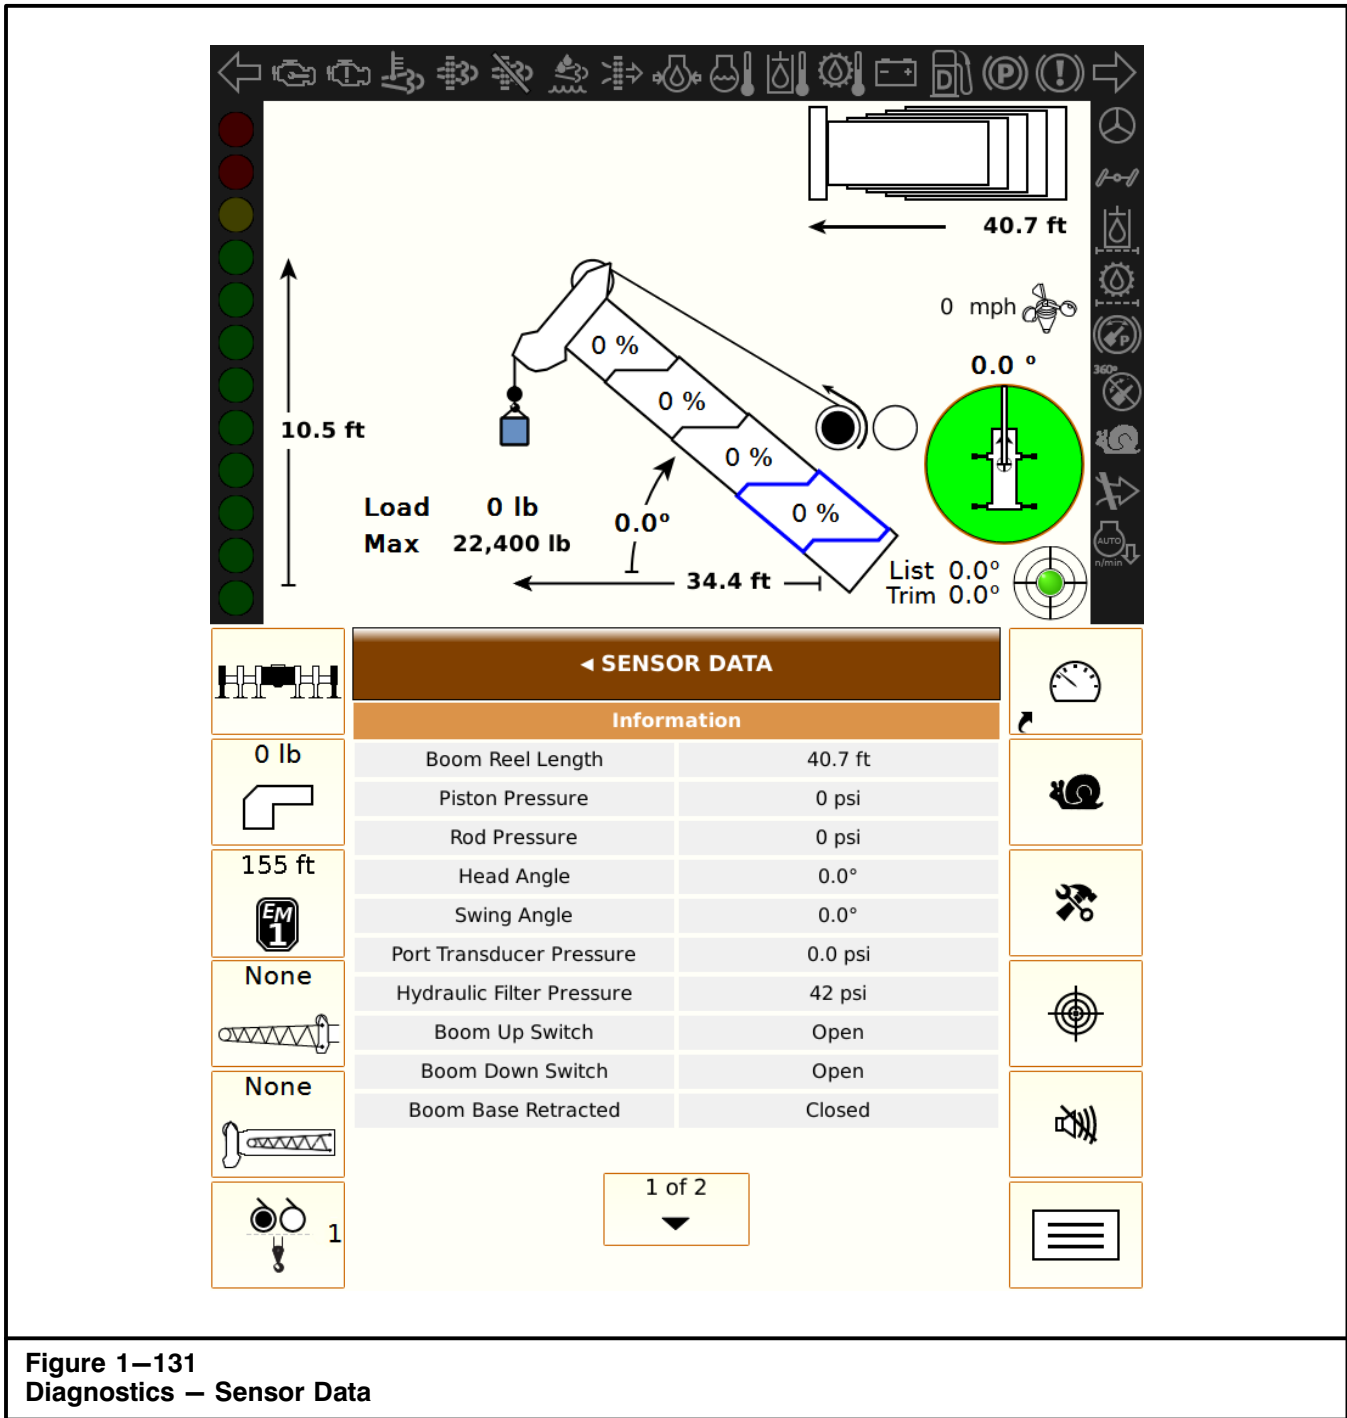 D
P
!
40.7 ft
0 mph
P
0.0 °
360°
0 %
0 %
10.5 ft
0 %
Load 0 lb
0 %
0.0°
Max 22,400 lb
AUTO
n/min
34.4 ft
List 0.0°
Trim 0.0°
◄ SENSOR DATA
Information
0 lb
Boom Reel Length 40.7 ft
Piston Pressure 0 psi
Rod Pressure 0 psi
155 ft
Head Angle 0.0°
EM
1
Swing Angle 0.0°
Port Transducer Pressure 0.0 psi
None
Hydraulic Filter Pressure 42 psi
Boom Up Switch Open
None
Boom Down Switch Open
Boom Base Retracted Closed
1 of 2
1
Figure 1–131
Diagnostics – Sensor Data